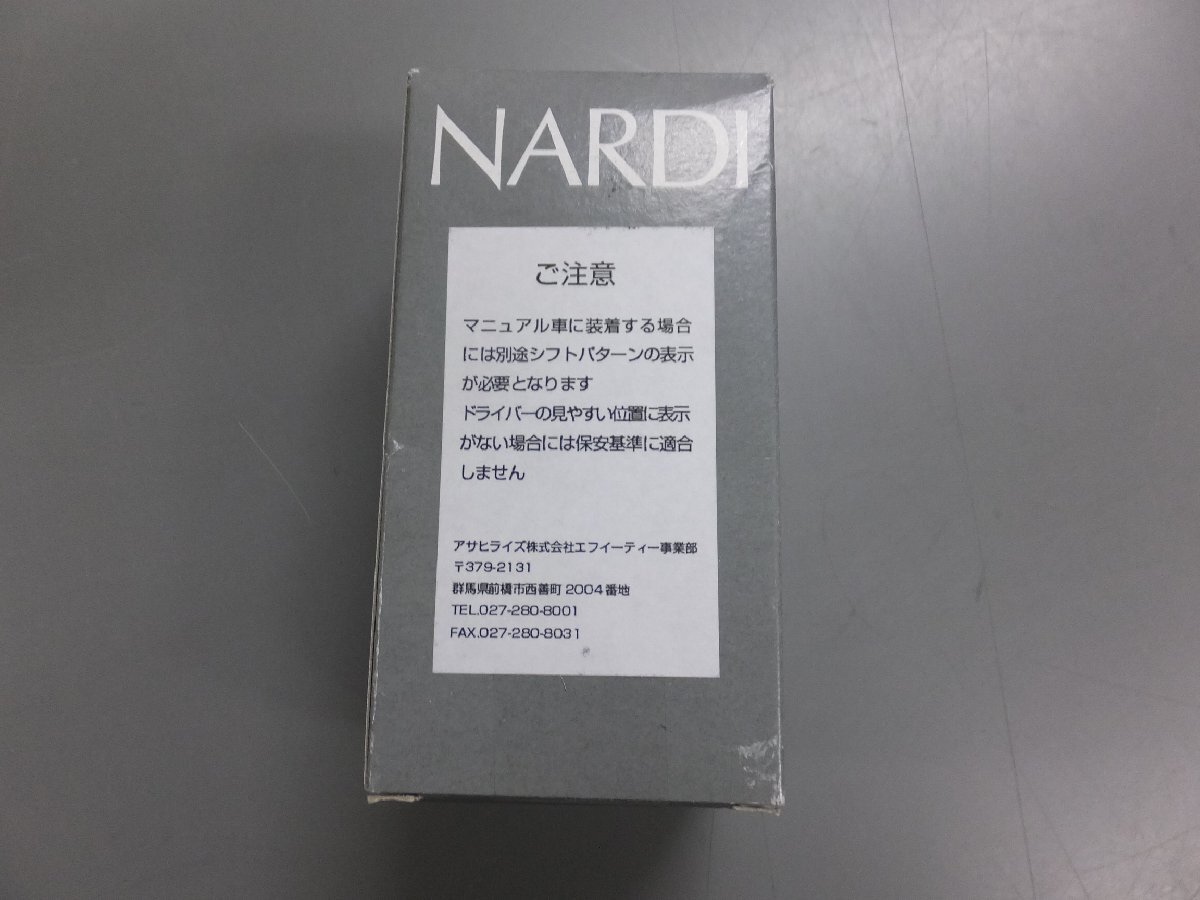 NARDI
ご注意
マニュアル車に装着する場合
には別途シフトパターンの表示
が必要となります
ドライバーの見やすい位置に表示
がない場合には保安基準に適合
しません
アサヒライズ株式会社エフイーティー事業部
〒379-2131
群馬県前橋市西善町2004番地
TEL.027-280-8001
FAX.027-280-8031